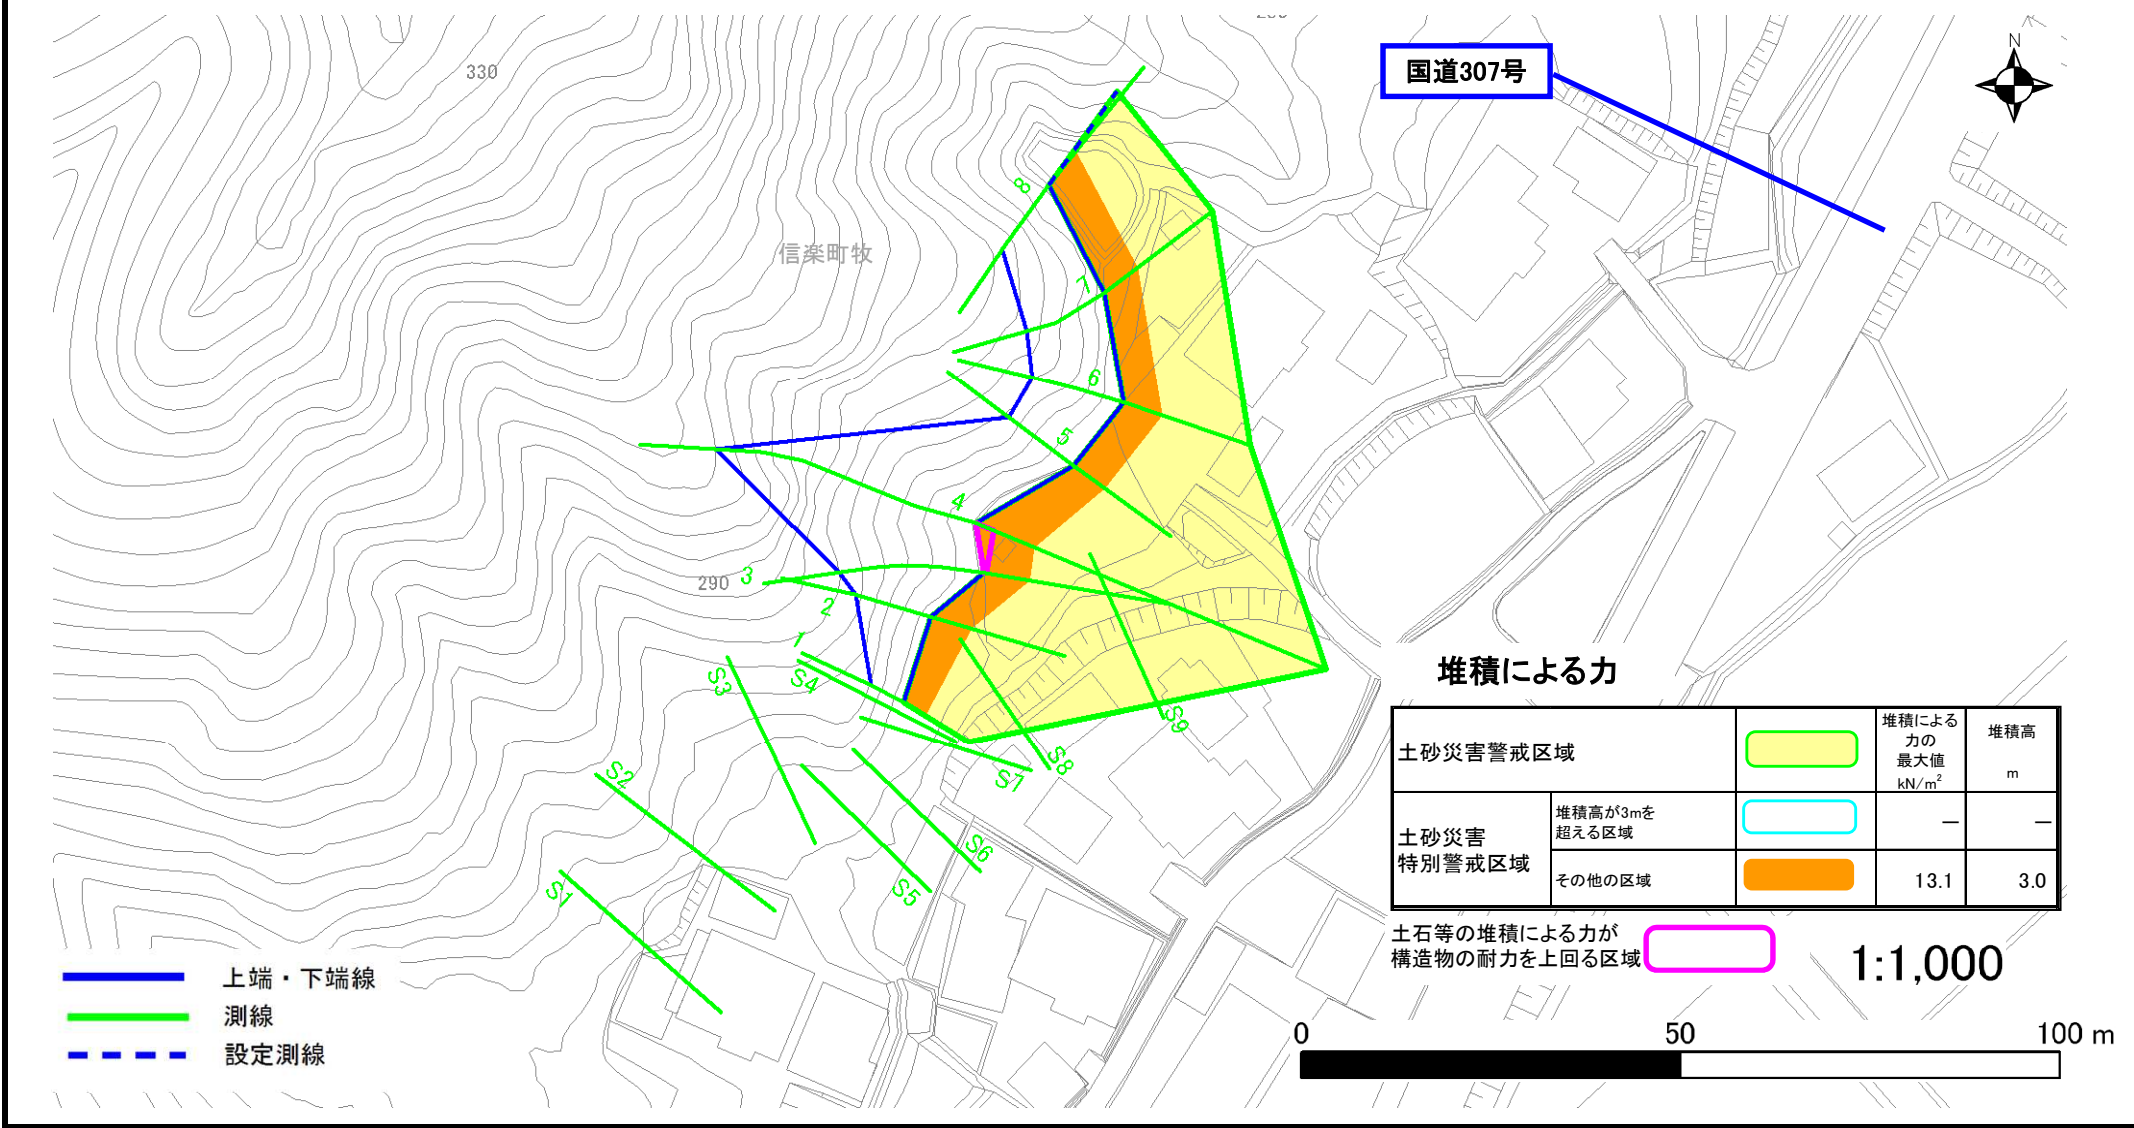 国道307号
N
330
信楽町牧
8
7
6
5
4
3
290
2
1
S4
S3
S9
S8
S7
S2
S6
S5
S1
堆積による力
土砂災害警戒区域
堆積による
力の
最大値
kN/m²
堆積高
m
土砂災害
特別警戒区域
堆積高が3mを
超える区域
—
—
その他の区域
13.1
3.0
土石等の堆積による力が
構造物の耐力を上回る区域
1:1,000
上端・下端線
測線
設定測線
0
50
100 m